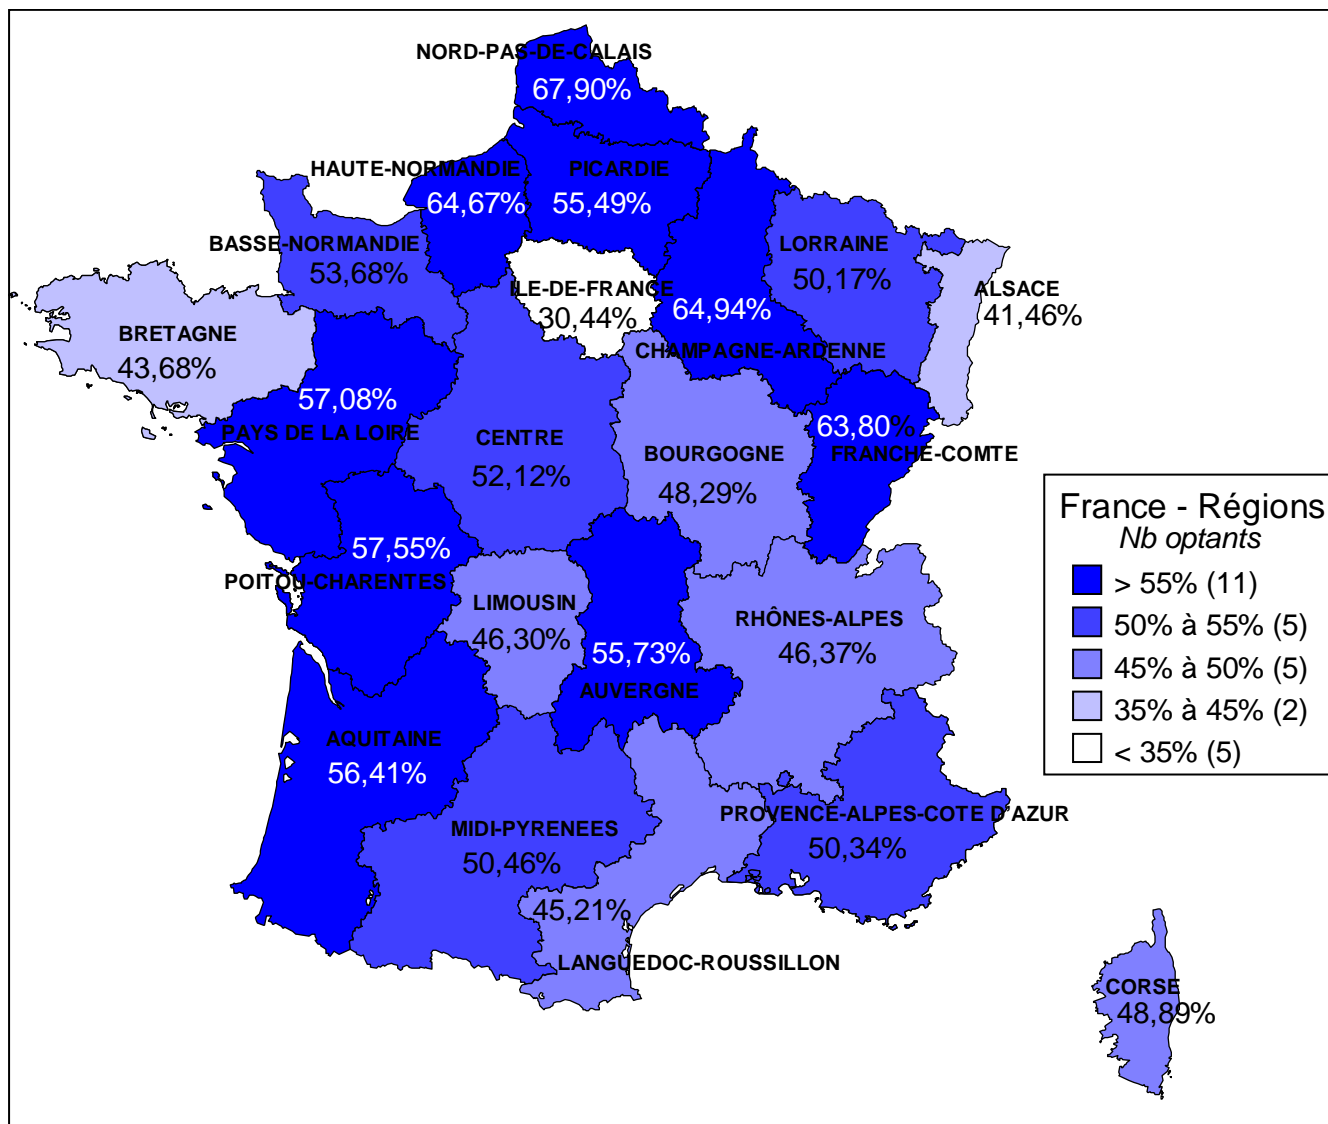 NORD-PAS-DE-CALAIS
67,90%
HAUTE-NORMANDIE
64,67%
PICARDIE
55,49%
BASSE-NORMANDIE
53,68%
LORRAINE
50,17%
ILE-DE-FRANCE
30,44%
64,94%
CHAMPAGNE-ARDENNE
ALSACE
41,46%
BRETAGNE
43,68%
57,08%
PAYS DE LA LOIRE
CENTRE
52,12%
BOURGOGNE
48,29%
63,80%
FRANCHE-COMTE
57,55%
POITOU-CHARENTES
LIMOUSIN
46,30%
55,73%
AUVERGNE
RHÔNES-ALPES
46,37%
AQUITAINE
56,41%
MIDI-PYRENEES
50,46%
PROVENCE-ALPES-COTE D'AZUR
50,34%
45,21%
LANGUEDOC-ROUSSILLON
CORSE
48,89%
France - Régions
Nb optants
> 55% (11)
50% à 55% (5)
45% à 50% (5)
35% à 45% (2)
< 35% (5)